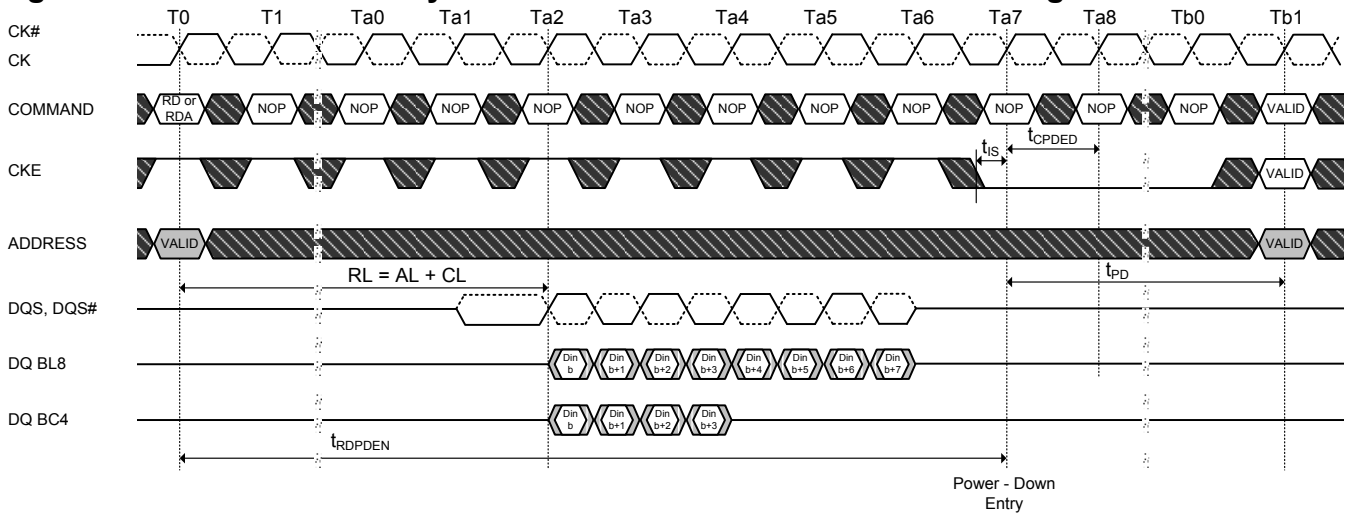 T0 T1 Ta0 Ta1 Ta2 Ta3 Ta4 Ta5 Ta6 Ta7 Ta8 Tb0 Tb1
CK#
CK
COMMAND RD or RDA NOP NOP NOP NOP NOP NOP NOP NOP NOP NOP NOP VALID
tIS tCPDED
CKE VALID
ADDRESS VALID VALID
RL = AL + CL tPD
DQS, DQS#
DQ BL8 Din b Din b+1 Din b+2 Din b+3 Din b+4 Din b+5 Din b+6 Din b+7
DQ BC4 Din b Din b+1 Din b+2 Din b+3
tRDPDEN
Power - Down
Entry